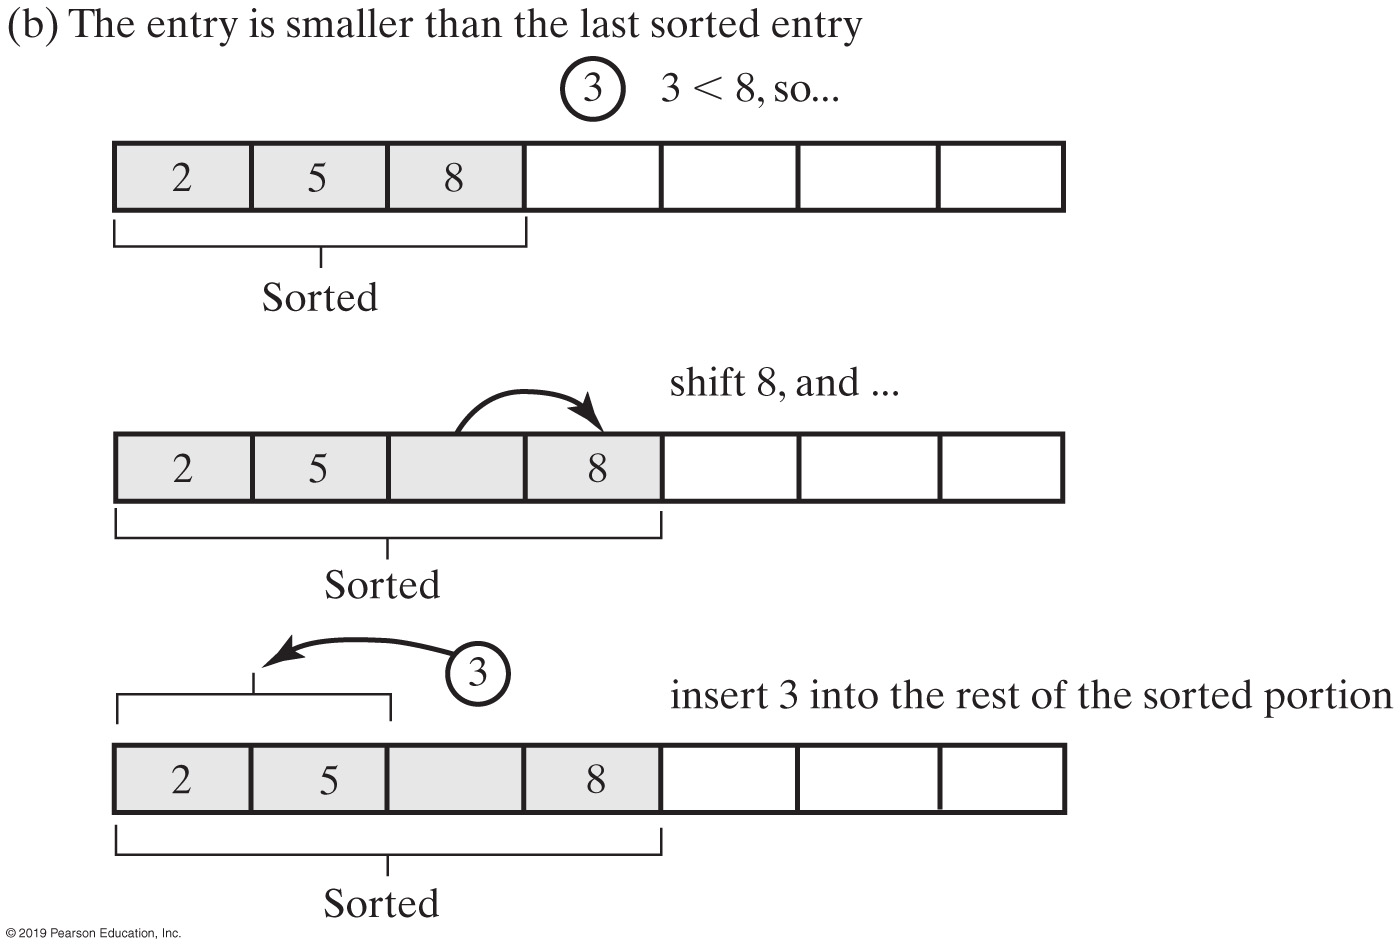 (b) The entry is smaller than the last sorted entry
3 3 < 8, so...
2 5 8
Sorted
shift 8, and ...
2 5 8
Sorted
3
insert 3 into the rest of the sorted portion
2 5 8
Sorted
© 2019 Pearson Education, Inc.